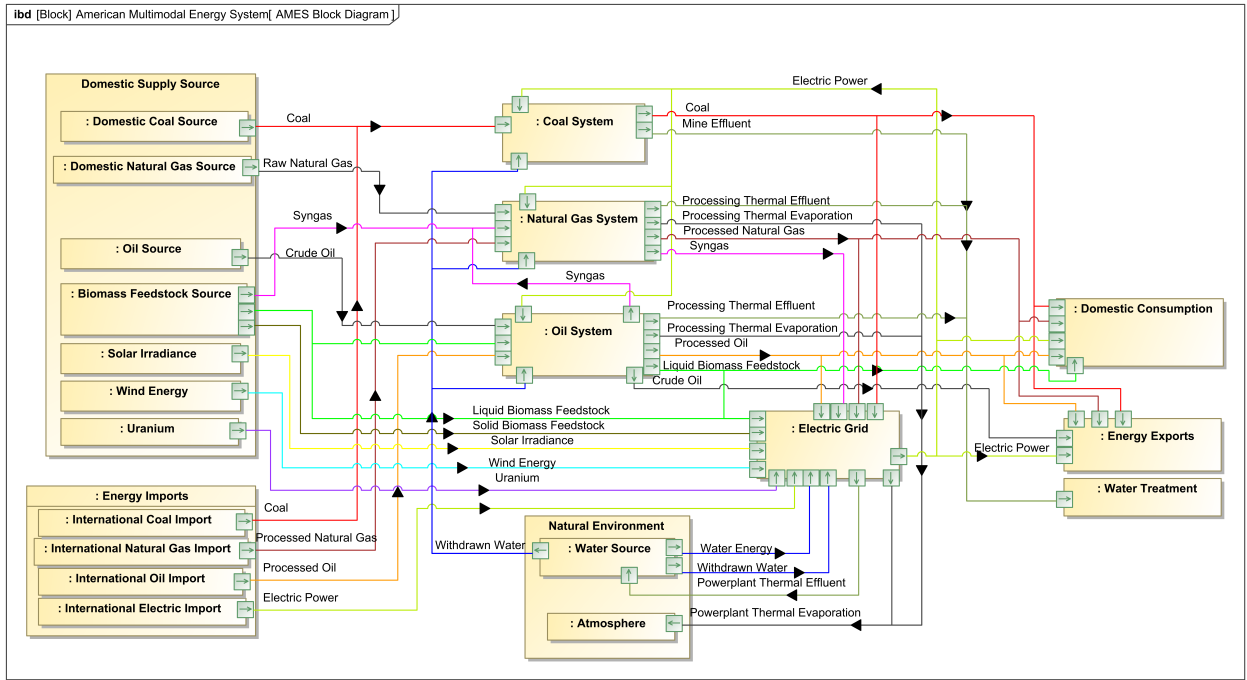 ibd [Block] American Multimodal Energy System[ AMES Block Diagram ]
Electric Power
Domestic Supply Source
: Domestic Coal Source
Coal
: Coal System
Coal
Mine Effluent
: Domestic Natural Gas Source
Raw Natural Gas
Syngas
: Natural Gas System
Processing Thermal Effluent
Processing Thermal Evaporation
Processed Natural Gas
Syngas
: Oil Source
Crude Oil
Syngas
: Biomass Feedstock Source
: Oil System
Processing Thermal Effluent
Processing Thermal Evaporation
Processed Oil
Liquid Biomass Feedstock
Crude Oil
: Domestic Consumption
: Solar Irradiance
: Wind Energy
: Uranium
Liquid Biomass Feedstock
Solid Biomass Feedstock
Solar Irradiance
Wind Energy
Uranium
: Electric Grid
Electric Power
: Energy Exports
: Water Treatment
: Energy Imports
: International Coal Import
Coal
: International Natural Gas Import
Processed Natural Gas
: International Oil Import
Processed Oil
: International Electric Import
Electric Power
Natural Environment
Withdrawn Water
: Water Source
Water Energy
Withdrawn Water
Powerplant Thermal Effluent
: Atmosphere
Powerplant Thermal Evaporation